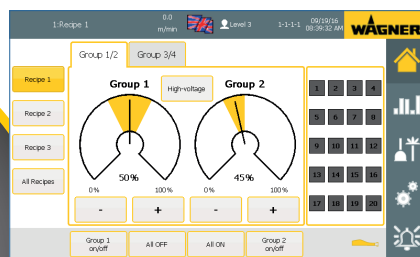 1:Recipe 1
0.0
m/min
Level 3
1-1-1-1
09/19/16
08:39:32 AM
WAGNER
Group 1/2
Group 3/4
Recipe 1
Recipe 2
Recipe 3
All Recipes
Group 1
High-voltage
Group 2
50%
0%
100%
45%
0%
100%
-
+
-
+
1 2 3 4
5 6 7 8
9 10 11 12
13 14 15 16
17 18 19 20
Group 1
on/off
All OFF
All ON
Group 2
on/off